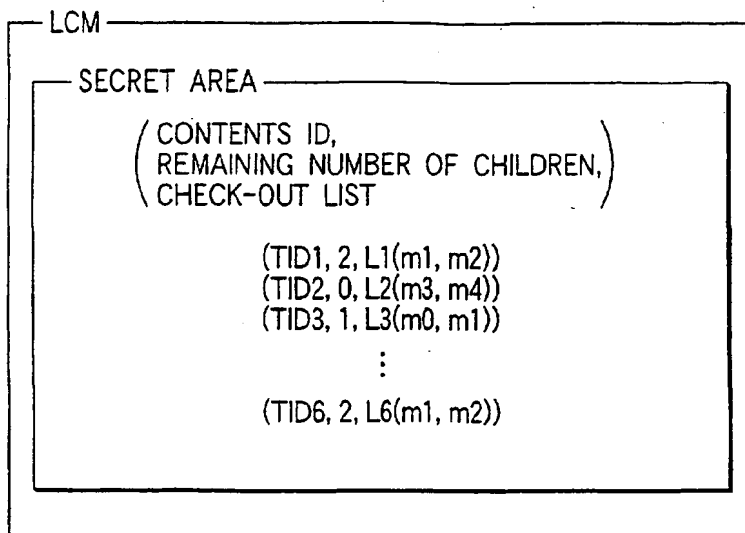 LCM
SECRET AREA
( CONTENTS ID,
REMAINING NUMBER OF CHILDREN,
CHECK-OUT LIST )
(TID1, 2, L1(m1, m2))
(TID2, 0, L2(m3, m4))
(TID3, 1, L3(m0, m1))
⋮
(TID6, 2, L6(m1, m2))